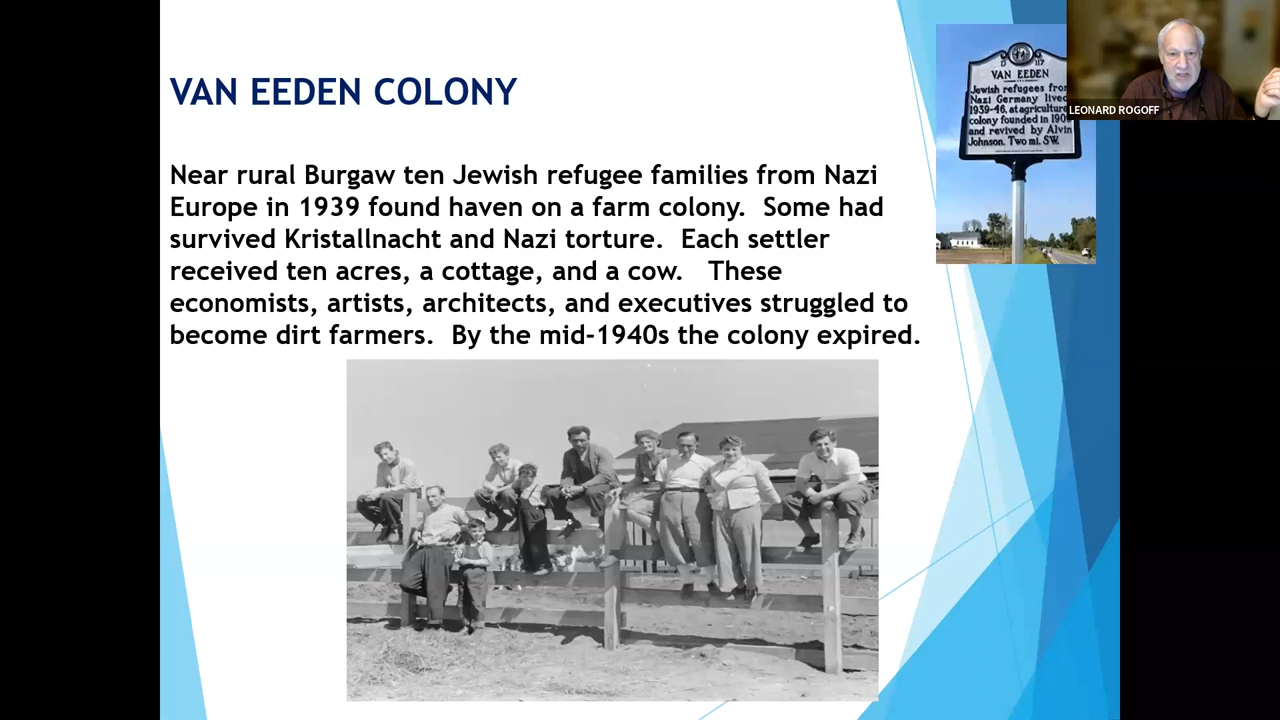 VAN EEDEN COLONY
Near rural Burgaw ten Jewish refugee families from Nazi
Europe in 1939 found haven on a farm colony. Some had
survived Kristallnacht and Nazi torture. Each settler
received ten acres, a cottage, and a cow. These
economists, artists, architects, and executives struggled to
become dirt farmers. By the mid-1940s the colony expired.
D 117
VAN EEDEN
Jewish refugees from
Nazi Germany lived
1939-46, at agricultur
colony founded in 190
and revived by Alvin
Johnson. Two mi. SW.
LEONARD ROGOFF